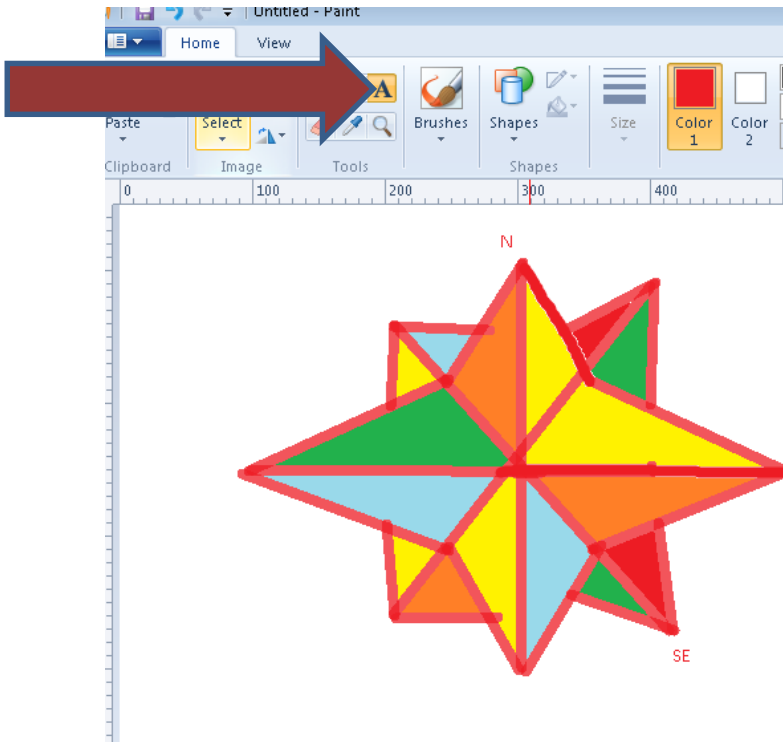 Untitled - Paint
Home View
A
Paste Select Brushes Shapes Size Color 1 Color 2
Clipboard Image Tools Shapes
0 100 200 300 400
N
SE